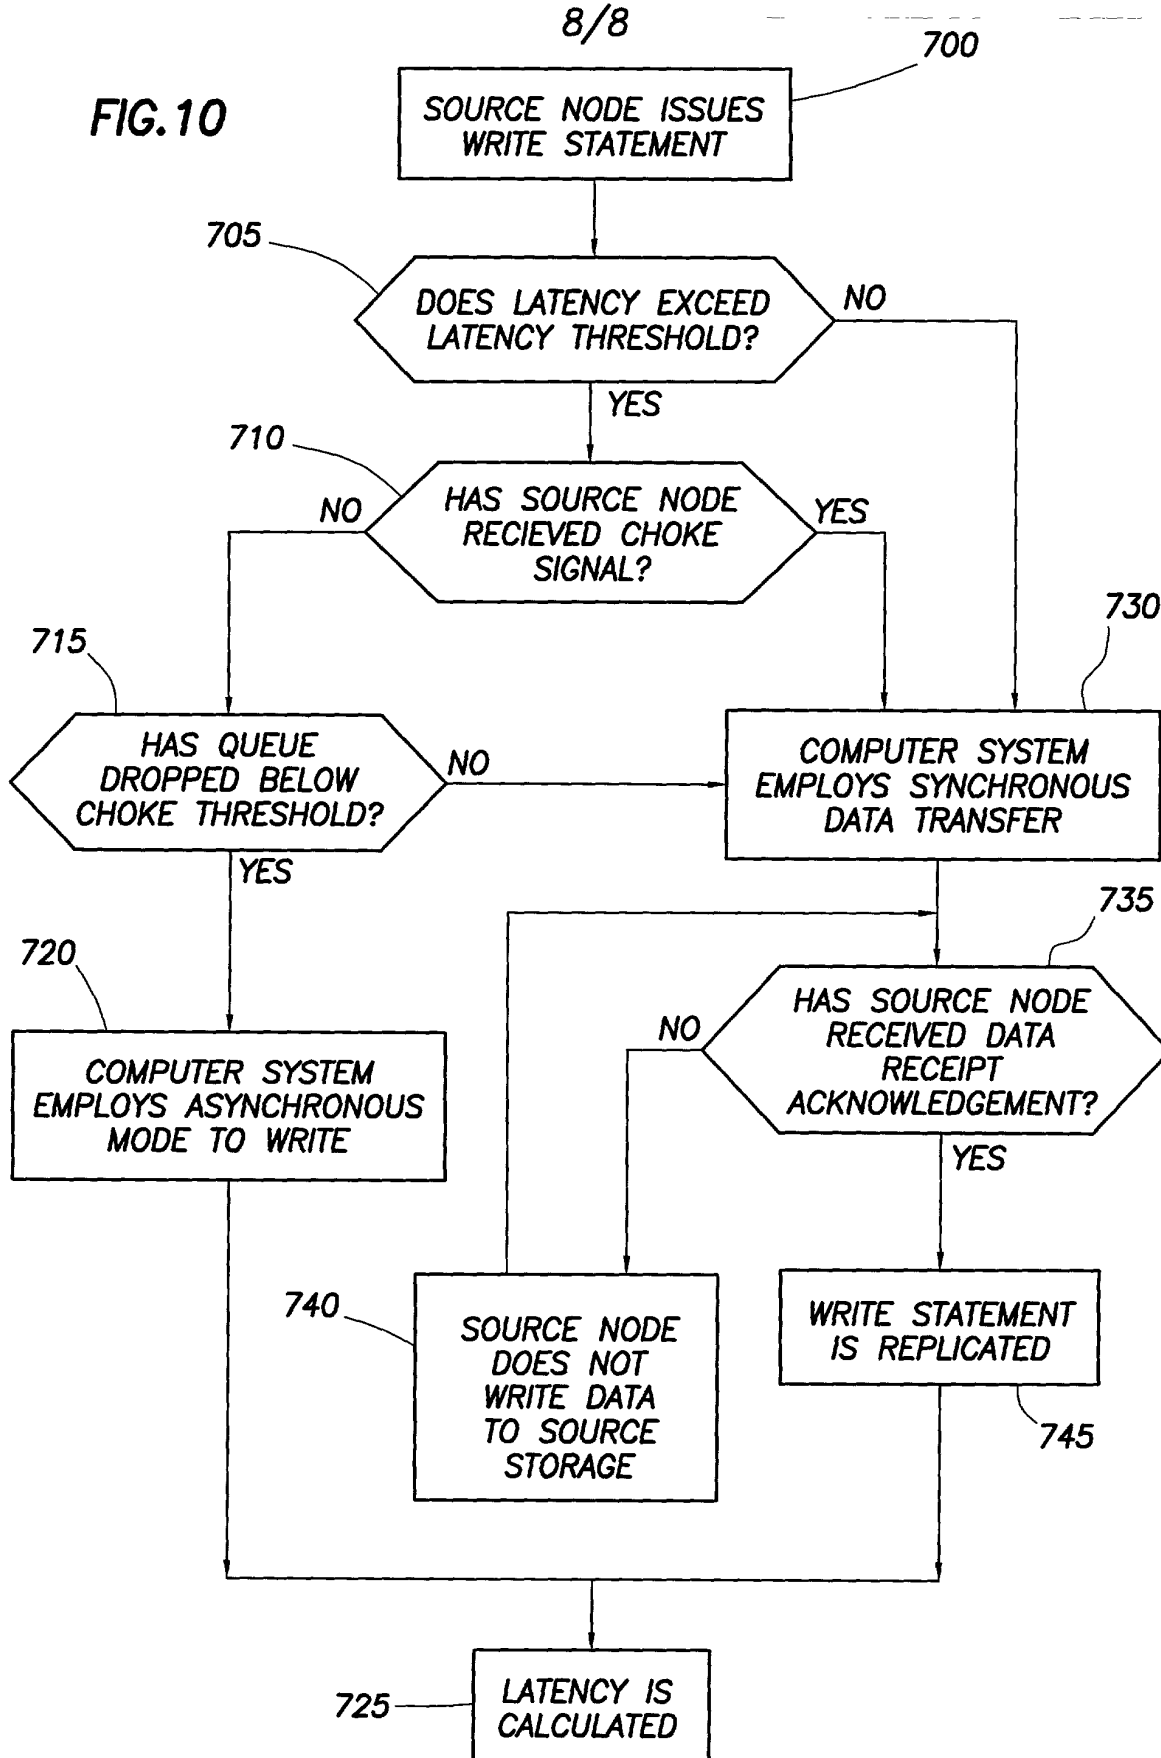 8/8
FIG.10
700
SOURCE NODE ISSUES
WRITE STATEMENT
705
DOES LATENCY EXCEED
LATENCY THRESHOLD?
NO
YES
710
HAS SOURCE NODE
RECIEVED CHOKE
SIGNAL?
NO
YES
715
HAS QUEUE
DROPPED BELOW
CHOKE THRESHOLD?
NO
YES
730
COMPUTER SYSTEM
EMPLOYS SYNCHRONOUS
DATA TRANSFER
720
COMPUTER SYSTEM
EMPLOYS ASYNCHRONOUS
MODE TO WRITE
735
HAS SOURCE NODE
RECEIVED DATA
RECEIPT
ACKNOWLEDGEMENT?
NO
YES
740
SOURCE NODE
DOES NOT
WRITE DATA
TO SOURCE
STORAGE
WRITE STATEMENT
IS REPLICATED
745
725
LATENCY IS
CALCULATED